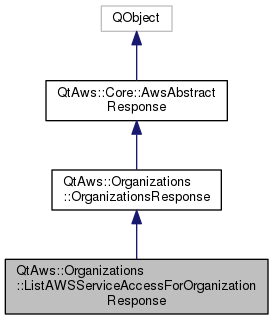 QObject
QtAws::Core::AwsAbstract
Response
QtAws::Organizations
::OrganizationsResponse
QtAws::Organizations
::ListAWSServiceAccessForOrganization
Response